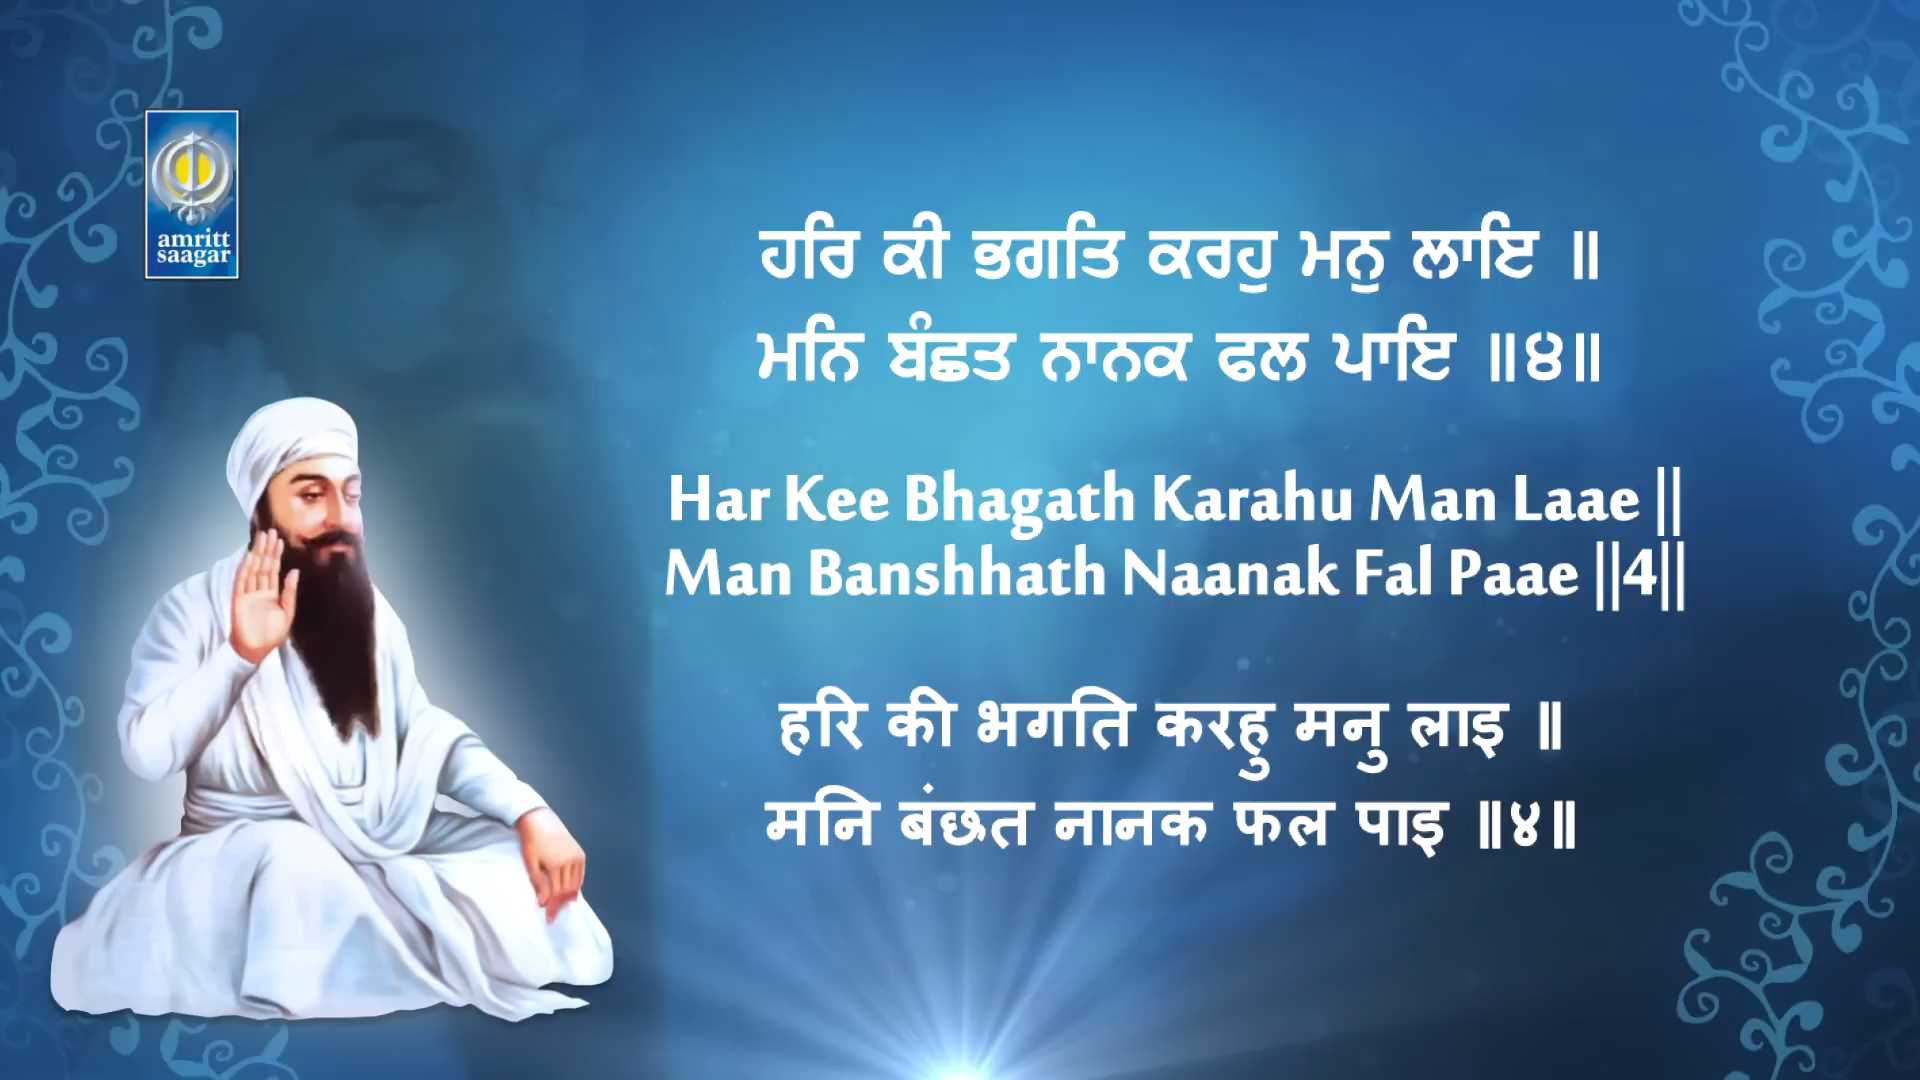 amritt
saagar
ਹਰਿ ਕੀ ਭਗਤਿ ਕਰਹੁ ਮਨੁ ਲਾਇ ॥
ਮਨਿ ਬੰਛਤ ਨਾਨਕ ਫਲ ਪਾਇ ॥੪॥
Har Kee Bhagath Karahu Man Laae ||
Man Banshhath Naanak Fal Paae ||4||
हरि की भगति करहु मनु लाइ ॥
मनि बंछत नानक फल पाइ ॥४॥